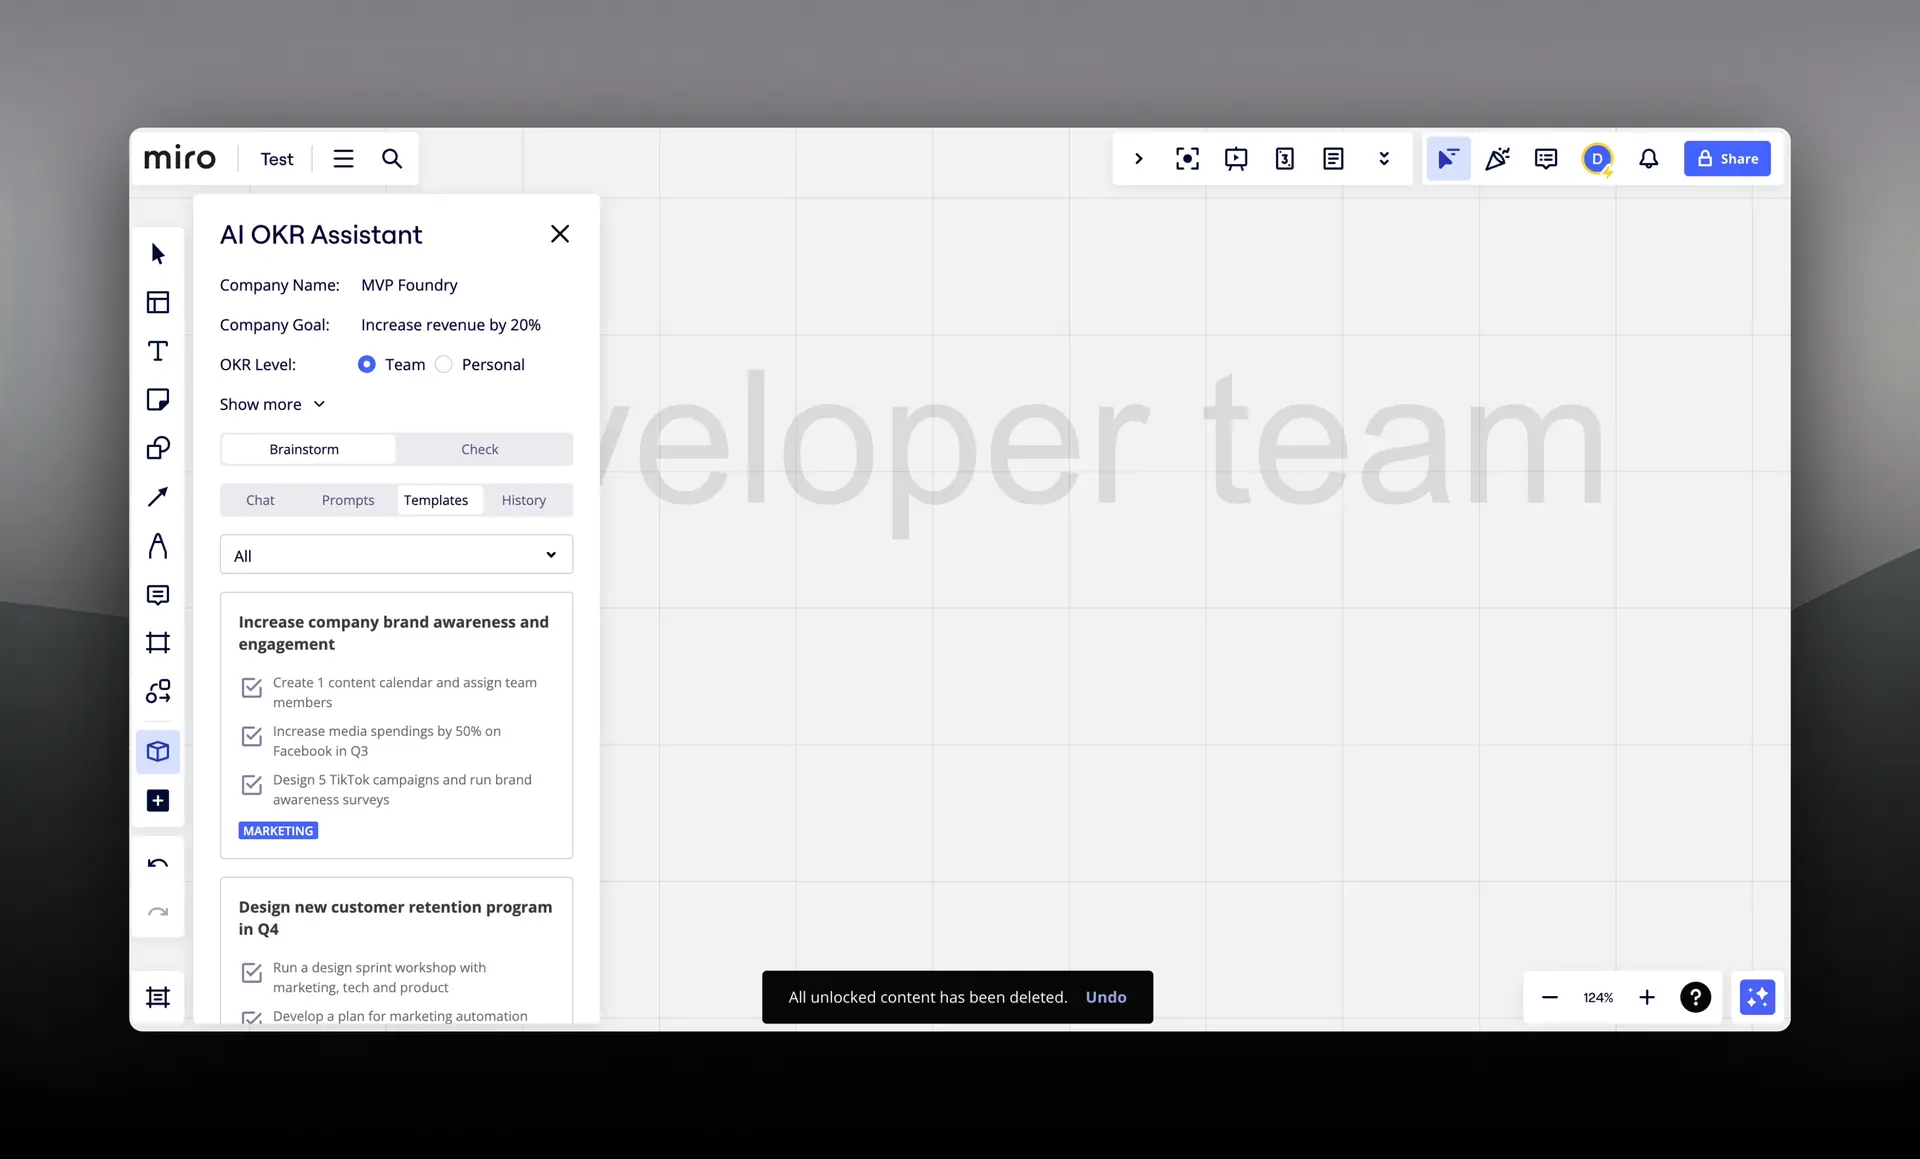 miro
Test
3
D
Share
AI OKR Assistant
Company Name: MVP Foundry
Company Goal: Increase revenue by 20%
OKR Level: Team Personal
Show more
Brainstorm Check
Chat Prompts Templates History
All
Increase company brand awareness and
engagement
Create 1 content calendar and assign team
members
Increase media spendings by 50% on
Facebook in Q3
Design 5 TikTok campaigns and run brand
awareness surveys
MARKETING
Design new customer retention program
in Q4
Run a design sprint workshop with
marketing, tech and product
Develop a plan for marketing automation
veloper team
All unlocked content has been deleted. Undo
124%
?